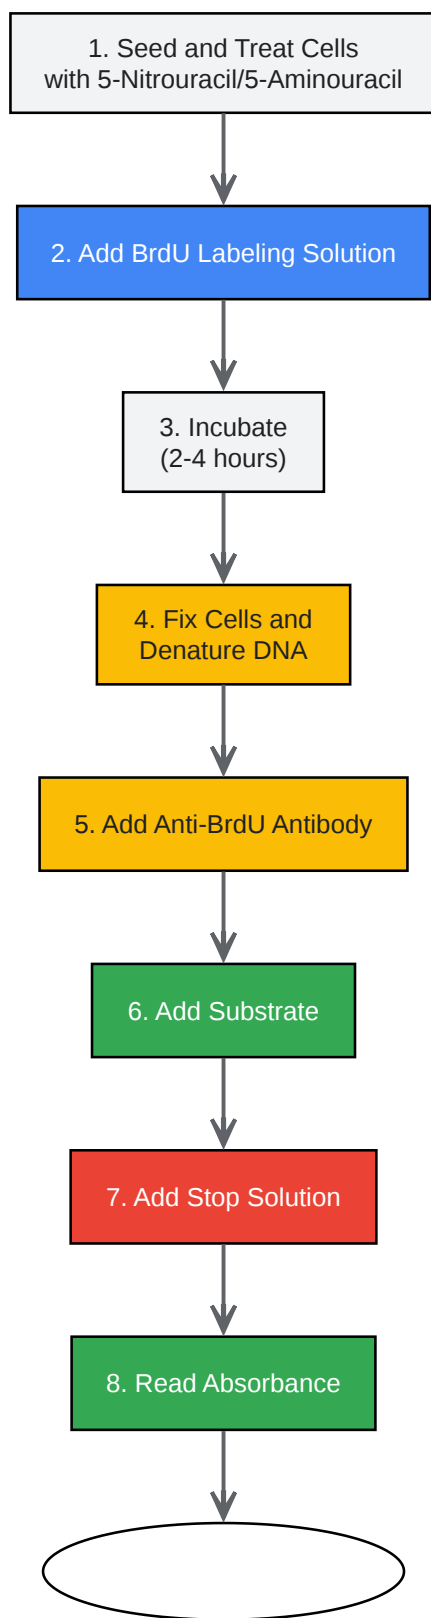 1. Seed and Treat Cells
with 5-Nitrouracil/5-Aminouracil
2. Add BrdU Labeling Solution
3. Incubate
(2-4 hours)
4. Fix Cells and
Denature DNA
5. Add Anti-BrdU Antibody
6. Add Substrate
7. Add Stop Solution
8. Read Absorbance